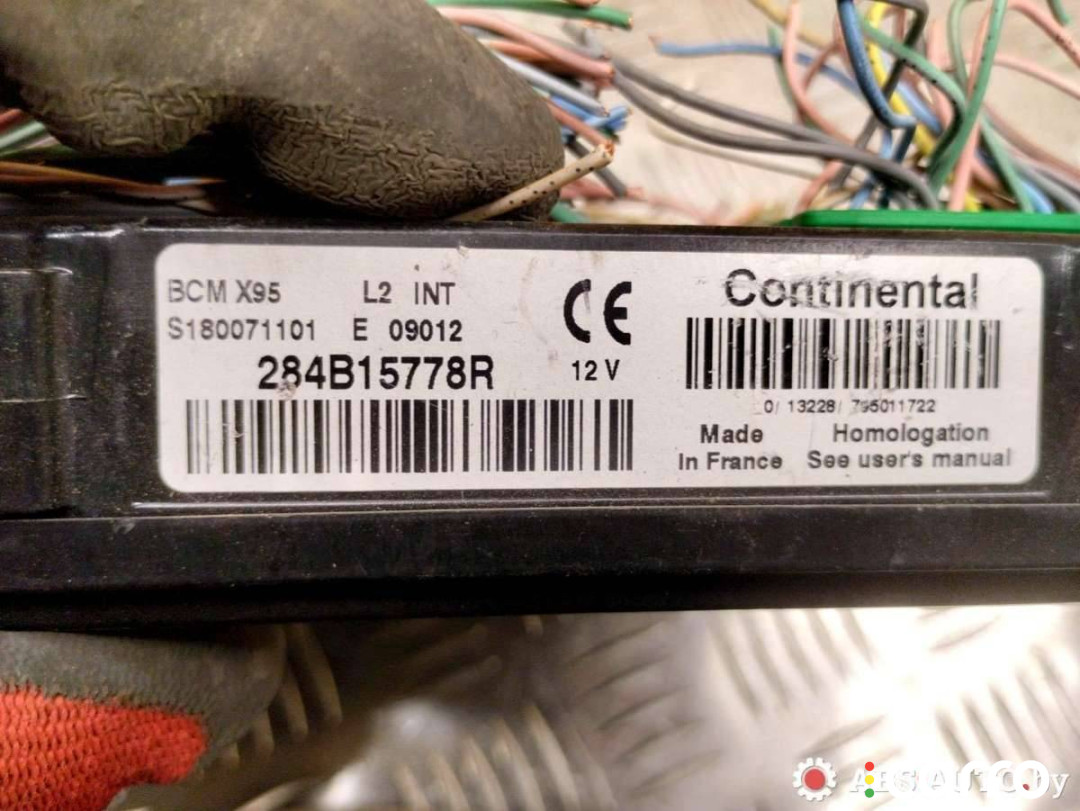 BCM X95 L2 INT
S180071101 E 09012
284B15778R
CE
12 V
Continental
0/ 13228/ 795011722
Made Homologation
In France See user's manual